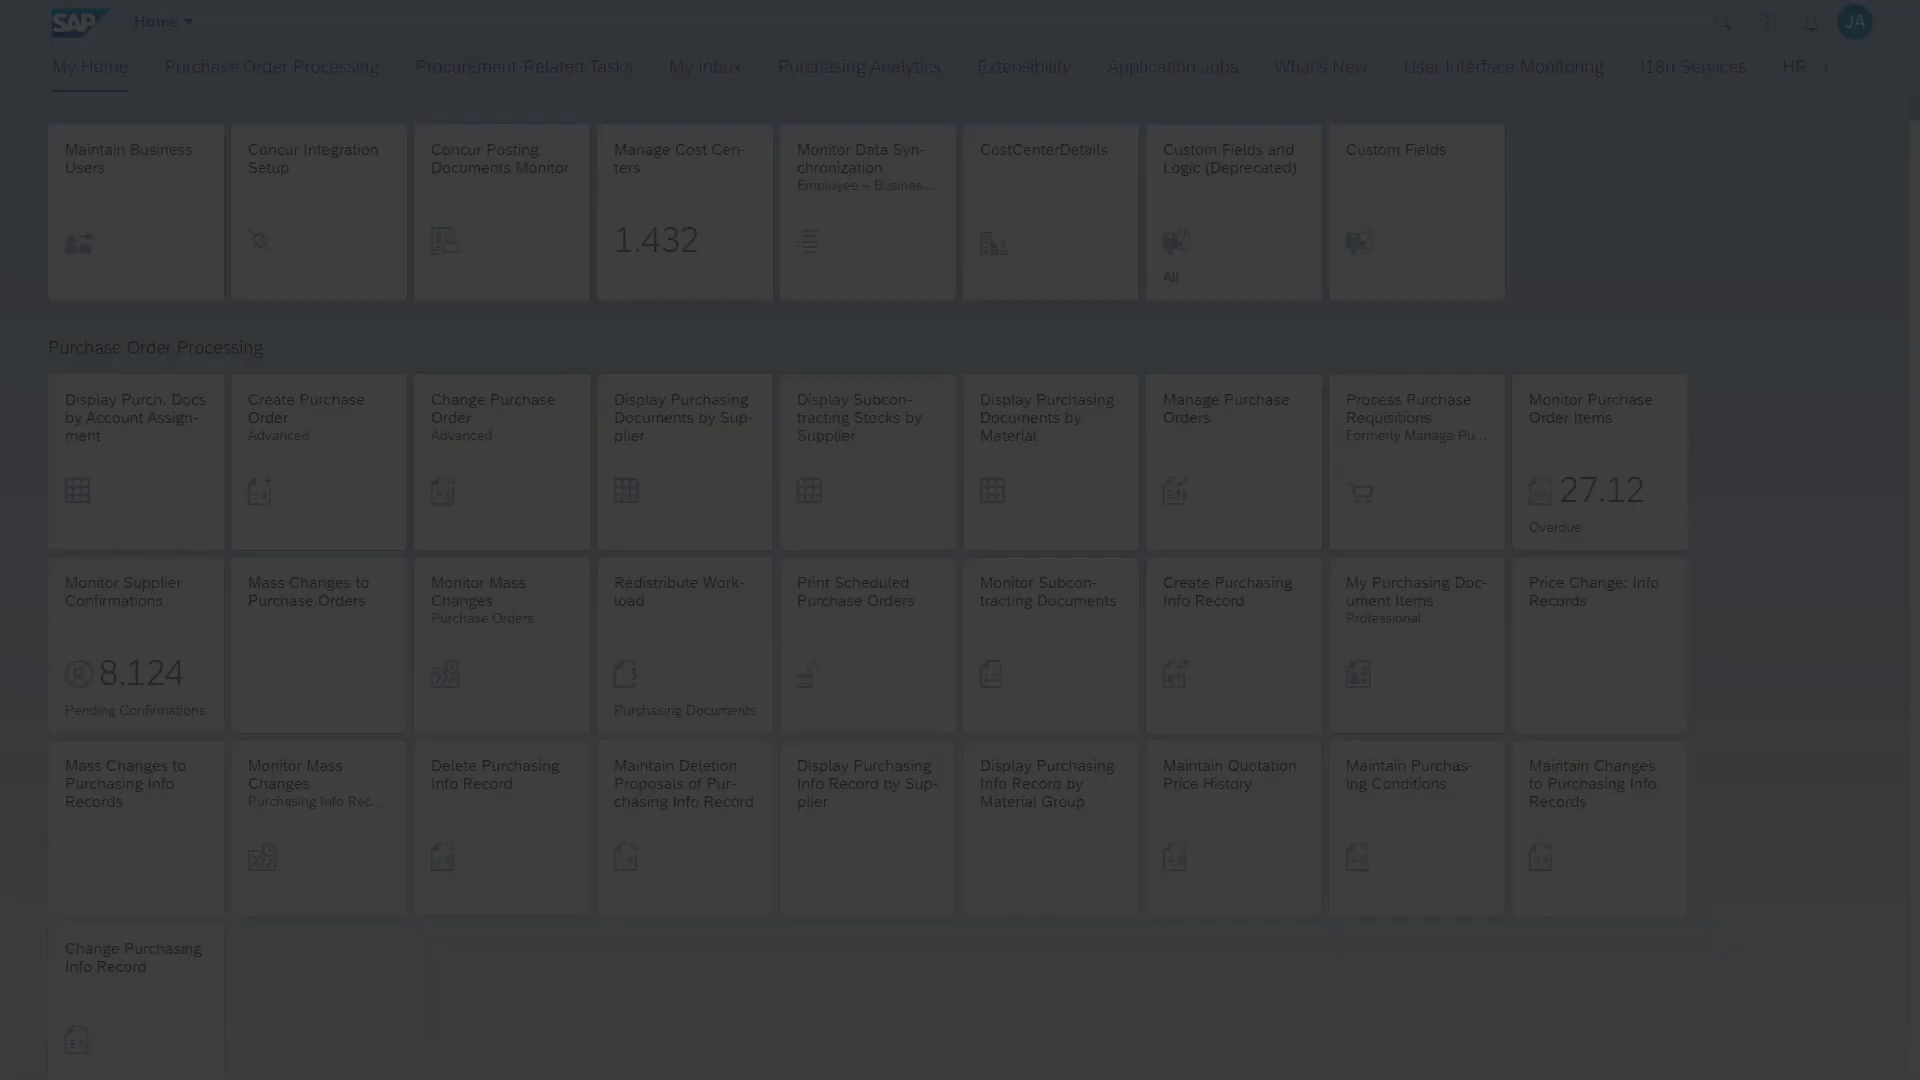 SAP Home
JA
My Home Purchase Order Processing Procurement-Related Tasks My Inbox Purchasing Analytics Extensibility Application Jobs What's New User Interface Monitoring I18n Services HR
Maintain Business
Users
Concur Integration
Setup
Concur Posting
Documents Monitor
Manage Cost Cen-
ters
1.432
Monitor Data Syn-
chronization
Employee – Busines...
CostCenterDetails
Custom Fields and
Logic (Deprecated)
All
Custom Fields
Purchase Order Processing
Display Purch. Docs
by Account Assign-
ment
Create Purchase
Order
Advanced
Change Purchase
Order
Advanced
Display Purchasing
Documents by Sup-
plier
Display Subcon-
tracting Stocks by
Supplier
Display Purchasing
Documents by
Material
Manage Purchase
Orders
Process Purchase
Requisitions
Formerly Manage Pu...
Monitor Purchase
Order Items
27.12
Overdue
Monitor Supplier
Confirmations
8.124
Pending Confirmations
Mass Changes to
Purchase Orders
Monitor Mass
Changes
Purchase Orders
Redistribute Work-
load
Purchasing Documents
Print Scheduled
Purchase Orders
Monitor Subcon-
tracting Documents
Create Purchasing
Info Record
My Purchasing Doc-
ument Items
Professional
Price Change: Info
Records
Mass Changes to
Purchasing Info
Records
Monitor Mass
Changes
Purchasing Info Rec...
Delete Purchasing
Info Record
Maintain Deletion
Proposals of Pur-
chasing Info Record
Display Purchasing
Info Record by Sup-
plier
Display Purchasing
Info Record by
Material Group
Maintain Quotation
Price History
Maintain Purchas-
ing Conditions
Maintain Changes
to Purchasing Info
Records
Change Purchasing
Info Record